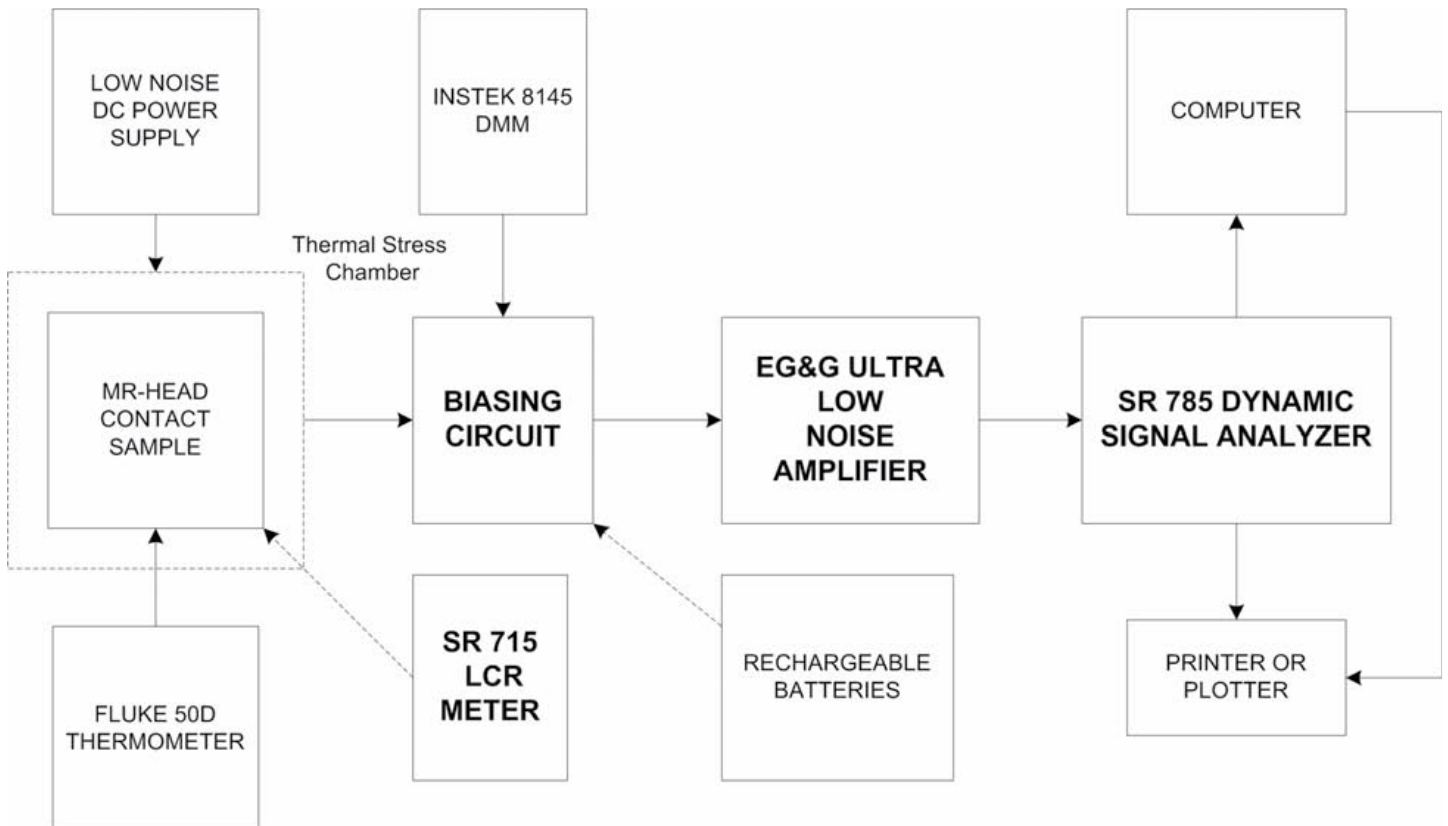 LOW NOISE
DC POWER
SUPPLY
INSTEK 8145
DMM
COMPUTER
Thermal Stress
Chamber
MR-HEAD
CONTACT
SAMPLE
BIASING
CIRCUIT
EG&G ULTRA
LOW
NOISE
AMPLIFIER
SR 785 DYNAMIC
SIGNAL ANALYZER
FLUKE 50D
THERMOMETER
SR 715
LCR
METER
RECHARGEABLE
BATTERIES
PRINTER OR
PLOTTER